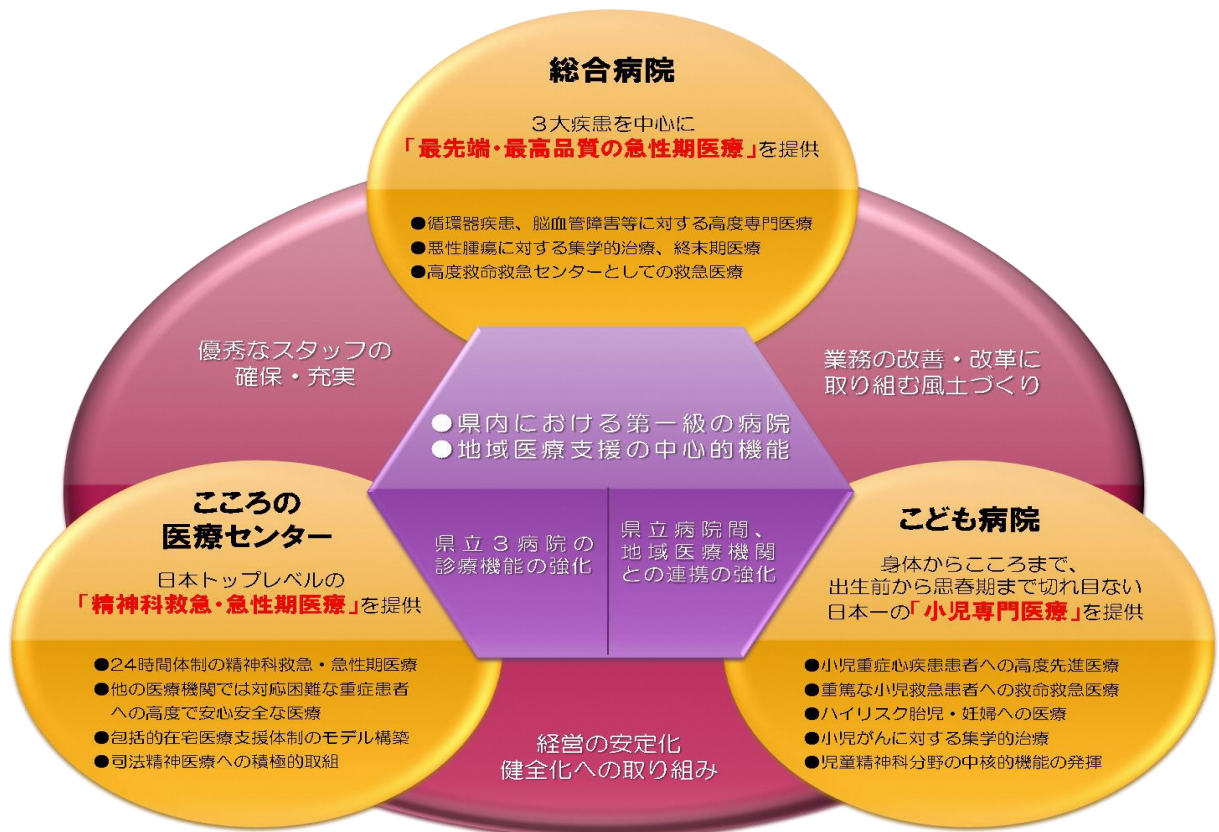 総合病院
３大疾患を中心に
「最先端・最高品質の急性期医療」を提供
●循環器疾患、脳血管障害等に対する高度専門医療
●悪性腫瘍に対する集学的治療、終末期医療
●高度救命救急センターとしての救急医療
優秀なスタッフの
確保・充実
業務の改善・改革に
取り組む風土づくり
●県内における第一級の病院
●地域医療支援の中心的機能
県立３病院の
診療機能の強化
県立病院間、
地域医療機関
との連携の強化
こころの
医療センター
日本トップレベルの
「精神科救急・急性期医療」を提供
●24時間体制の精神科救急・急性期医療
●他の医療機関では対応困難な重症患者
への高度で安心安全な医療
●包括的在宅医療支援体制のモデル構築
●司法精神医療への積極的取組
こども病院
身体からこころまで、
出生前から思春期まで切れ目ない
日本一の「小児専門医療」を提供
●小児重症心疾患患者への高度先進医療
●重篤な小児救急患者への救命救急医療
●ハイリスク胎児・妊婦への医療
●小児がんに対する集学的治療
●児童精神科分野の中核的機能の発揮
経営の安定化
健全化への取り組み